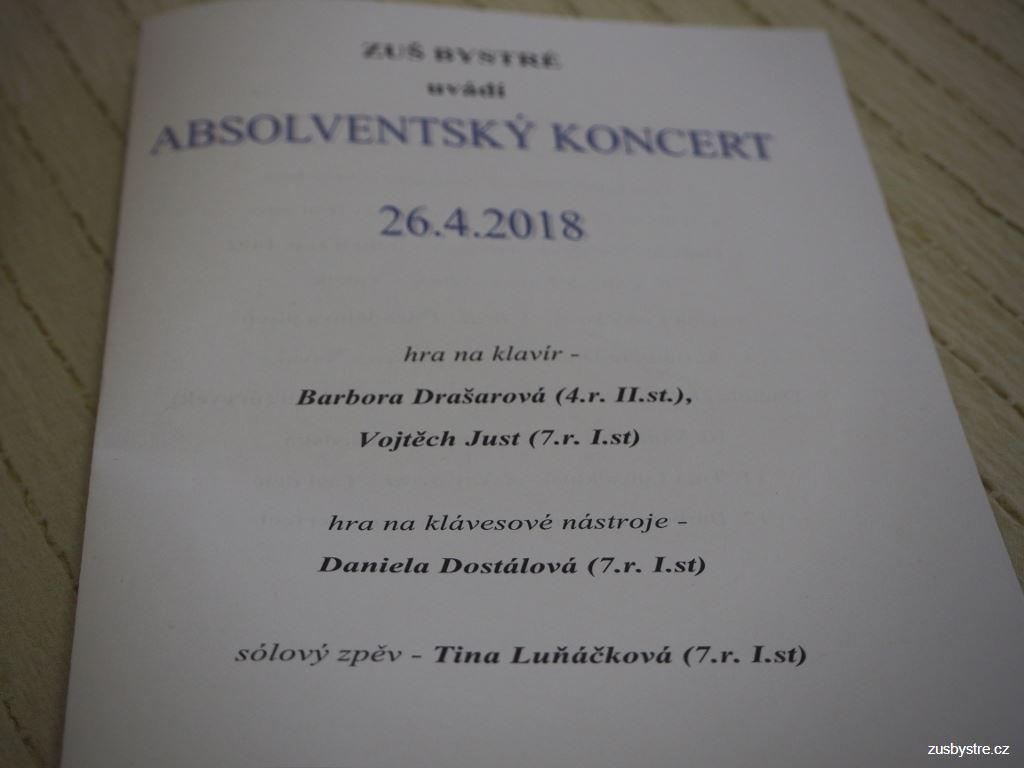 ZUŠ BYSTRÉ
uvádí
ABSOLVENTSKÝ KONCERT
26.4.2018
hra na klavír -
Barbora Drašarová (4.r. II.st.),
Vojtěch Just (7.r. I.st)
hra na klávesové nástroje -
Daniela Dostálová (7.r. I.st)
sólový zpěv - Tina Luňáčková (7.r. I.st)
zusbystre.cz